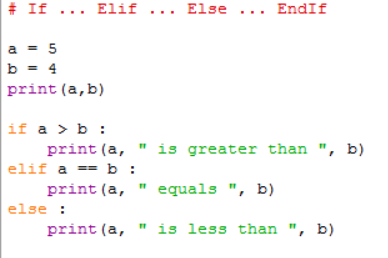 # If ... Elif ... Else ... EndIf
a = 5
b = 4
print(a,b)
if a > b :
    print(a, " is greater than ", b)
elif a == b :
    print(a, " equals ", b)
else :
    print(a, " is less than ", b)